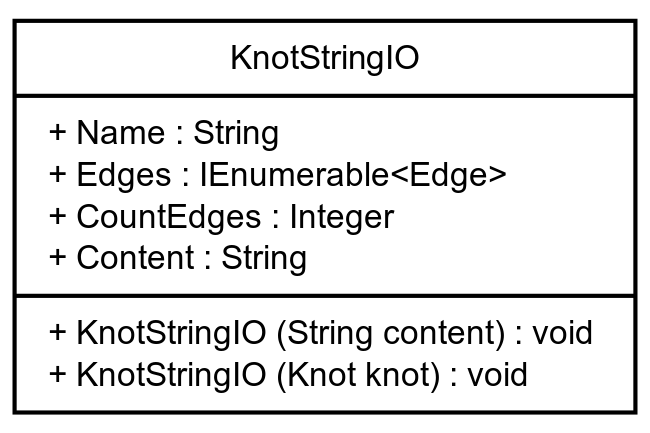 KnotStringIO
+ Name : String
+ Edges : IEnumerable<Edge>
+ CountEdges : Integer
+ Content : String
+ KnotStringIO (String content) : void
+ KnotStringIO (Knot knot) : void